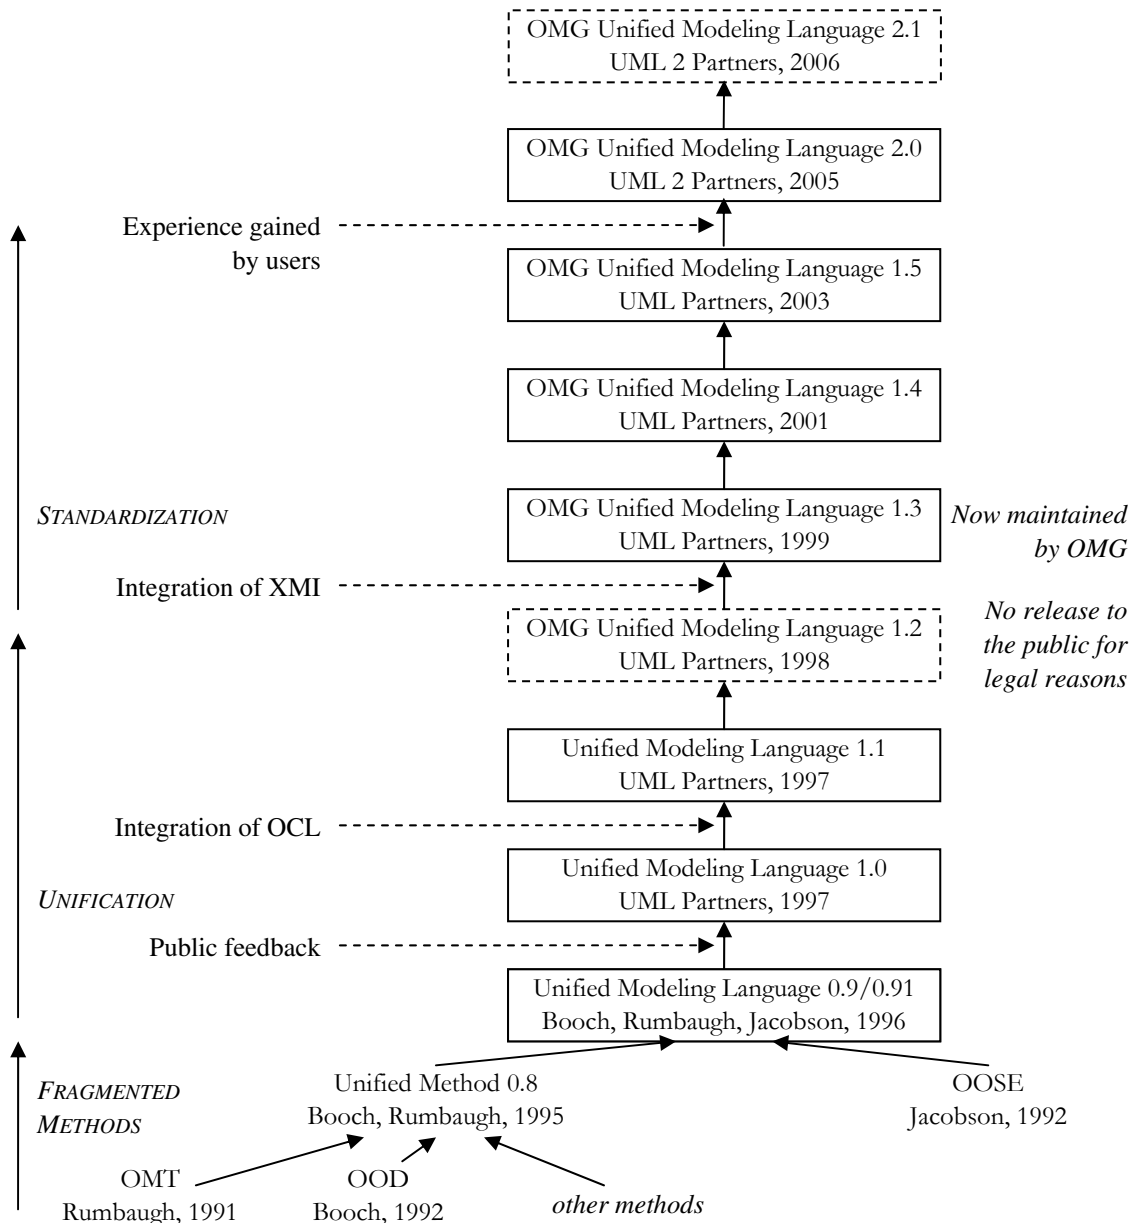 OMG Unified Modeling Language 2.1
UML 2 Partners, 2006
OMG Unified Modeling Language 2.0
UML 2 Partners, 2005
Experience gained
by users
OMG Unified Modeling Language 1.5
UML Partners, 2003
OMG Unified Modeling Language 1.4
UML Partners, 2001
STANDARDIZATION
OMG Unified Modeling Language 1.3
UML Partners, 1999
Now maintained
by OMG
Integration of XMI
OMG Unified Modeling Language 1.2
UML Partners, 1998
No release to
the public for
legal reasons
Unified Modeling Language 1.1
UML Partners, 1997
Integration of OCL
Unified Modeling Language 1.0
UML Partners, 1997
UNIFICATION
Public feedback
Unified Modeling Language 0.9/0.91
Booch, Rumbaugh, Jacobson, 1996
FRAGMENTED
METHODS
Unified Method 0.8
Booch, Rumbaugh, 1995
OOSE
Jacobson, 1992
OMT
Rumbaugh, 1991
OOD
Booch, 1992
other methods